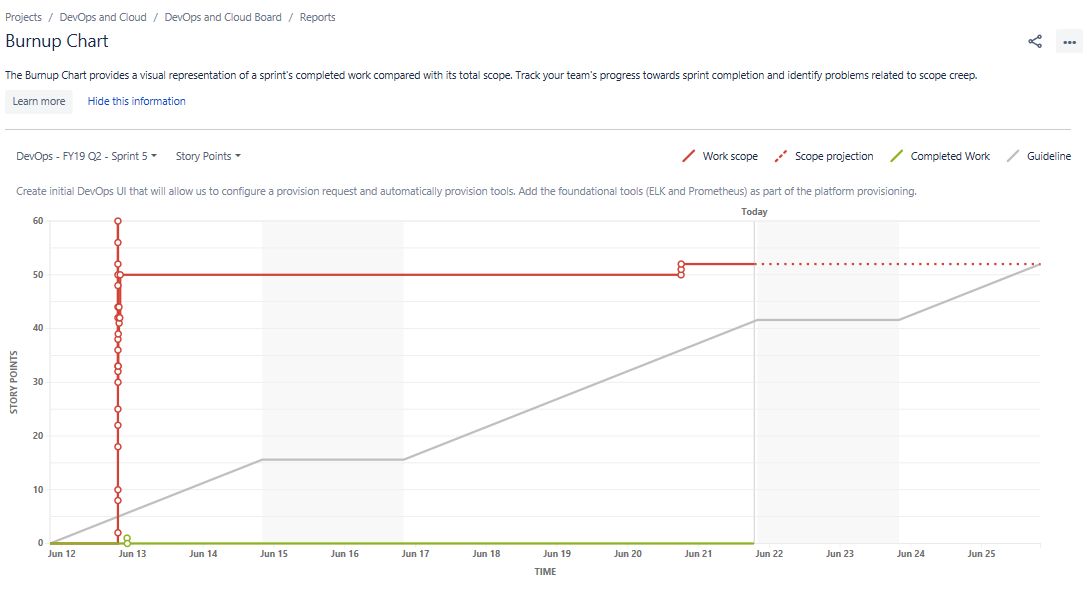 Projects / DevOps and Cloud / DevOps and Cloud Board / Reports
Burnup Chart
The Burnup Chart provides a visual representation of a sprint's completed work compared with its total scope. Track your team's progress towards sprint completion and identify problems related to scope creep.
Learn more Hide this information
DevOps - FY19 Q2 - Sprint 5 Story Points Work scope Scope projection Completed Work Guideline
Create initial DevOps UI that will allow us to configure a provision request and automatically provision tools. Add the foundational tools (ELK and Prometheus) as part of the platform provisioning.
Today
60
50
40
30
20
10
0
STORY POINTS
Jun 12 Jun 13 Jun 14 Jun 15 Jun 16 Jun 17 Jun 18 Jun 19 Jun 20 Jun 21 Jun 22 Jun 23 Jun 24 Jun 25
TIME